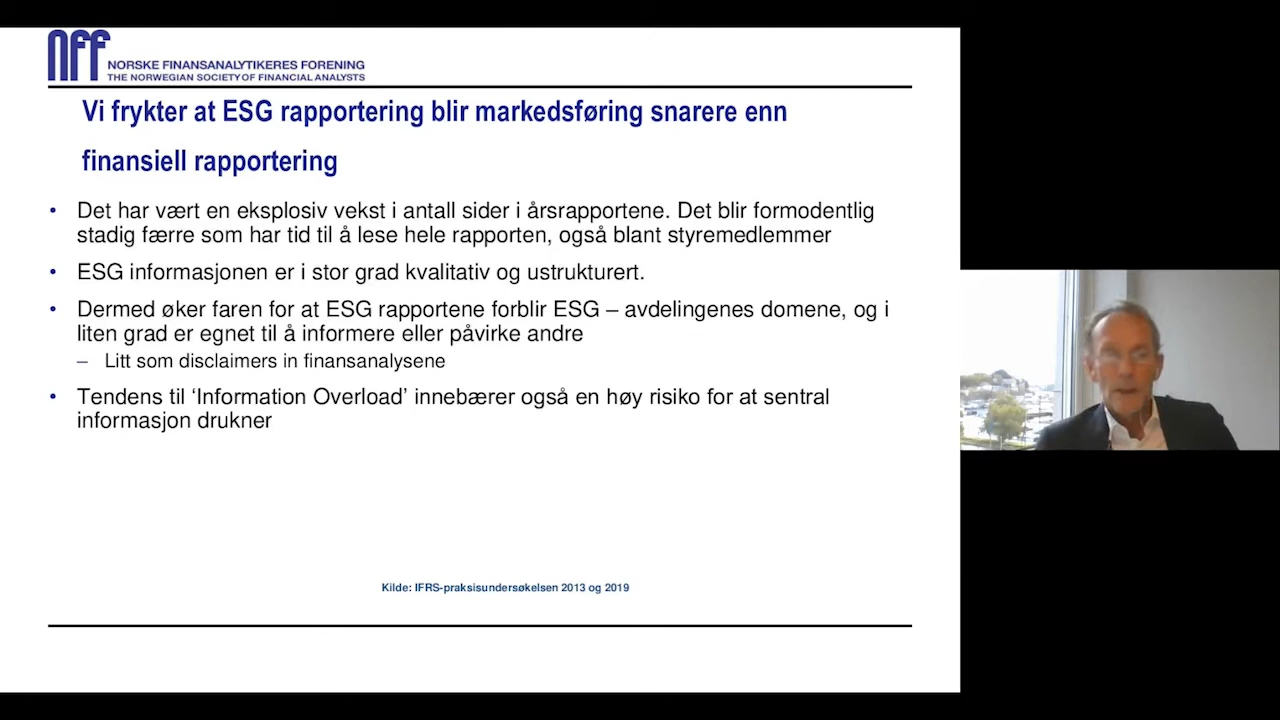 nff
NORSKE FINANSANALYTIKERES FORENING
THE NORWEGIAN SOCIETY OF FINANCIAL ANALYSTS
Vi frykter at ESG rapportering blir markedsføring snarere enn
finansiell rapportering
• Det har vært en eksplosiv vekst i antall sider i årsrapportene. Det blir formodentlig
stadig færre som har tid til å lese hele rapporten, også blant styremedlemmer
• ESG informasjonen er i stor grad kvalitativ og ustrukturert.
• Dermed øker faren for at ESG rapportene forblir ESG – avdelingenes domene, og i
liten grad er egnet til å informere eller påvirke andre
– Litt som disclaimers in finansanalysene
• Tendens til ‘Information Overload’ innebærer også en høy risiko for at sentral
informasjon drukner
Kilde: IFRS-praksisundersøkelsen 2013 og 2019